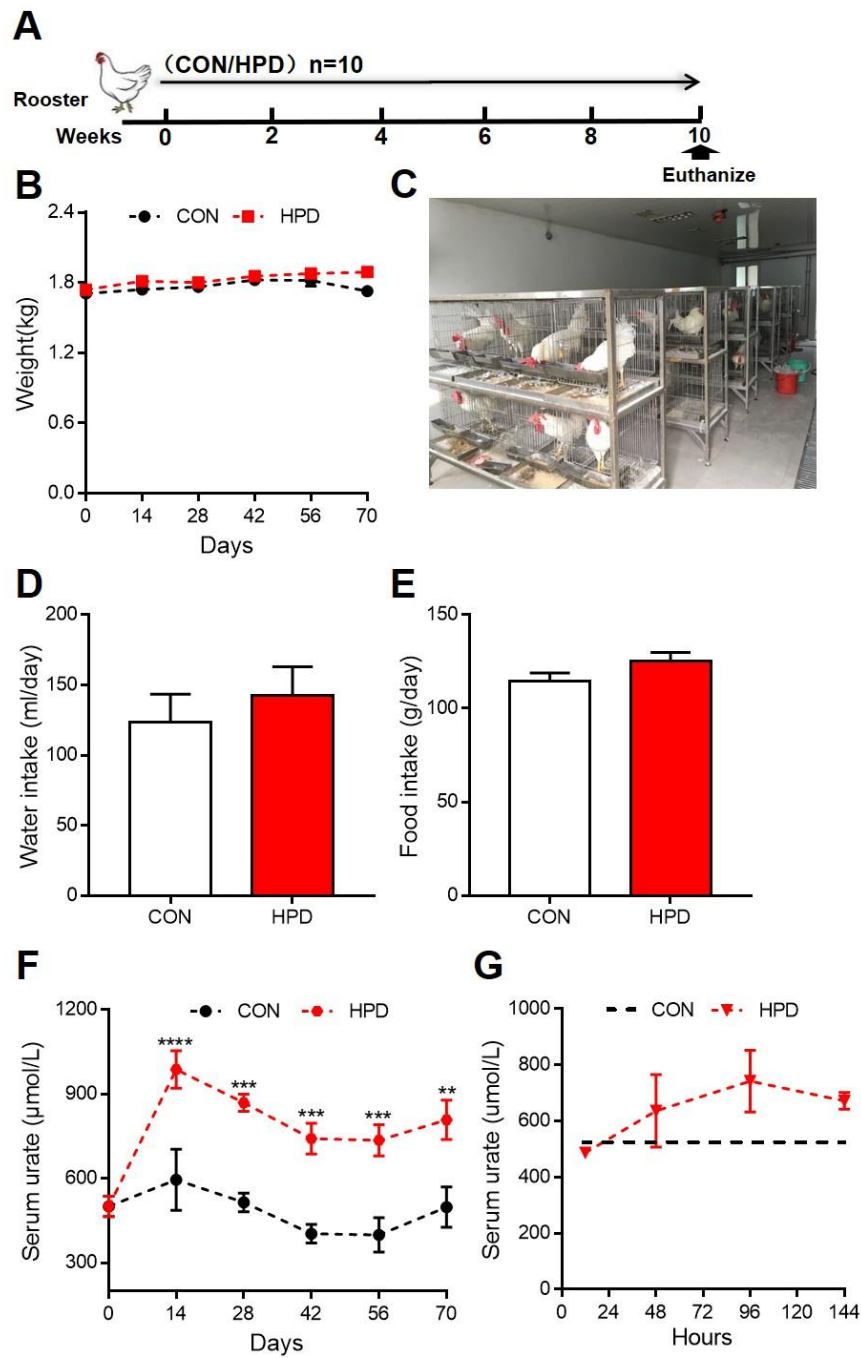 A
（CON/HPD）n=10
Rooster
Weeks 0 2 4 6 8 10
Euthanize
B
CON HPD
Weight(kg)
2.4
1.8
1.2
0.6
0.0
0 14 28 42 56 70
Days
C
D
Water intake (ml/day)
200
150
100
50
0
CON HPD
E
Food intake (g/day)
150
100
50
0
CON HPD
F
CON HPD
Serum urate (μmol/L)
1200
900
600
300
**** *** *** *** **
0 14 28 42 56 70
Days
G
CON HPD
Serum urate (μmol/L)
1000
800
600
400
200
0
0 24 48 72 96 120 144
Hours